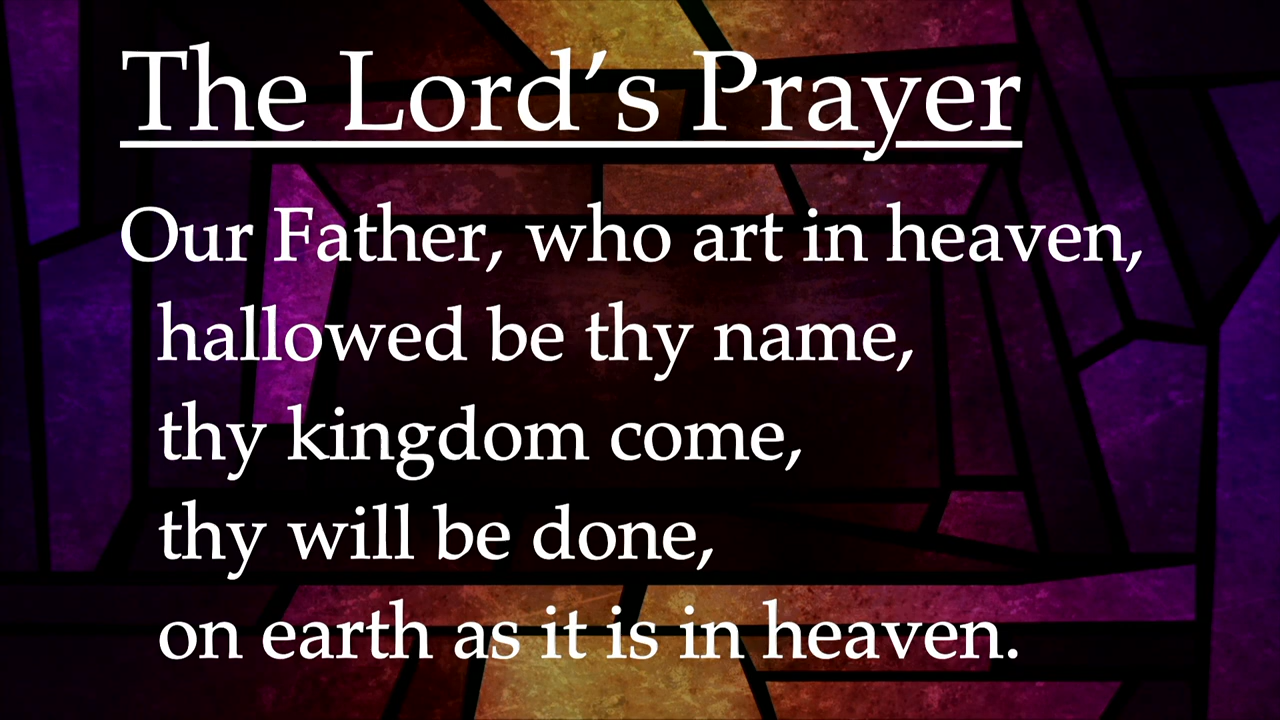 The Lord’s Prayer
Our Father, who art in heaven,
hallowed be thy name,
thy kingdom come,
thy will be done,
on earth as it is in heaven.